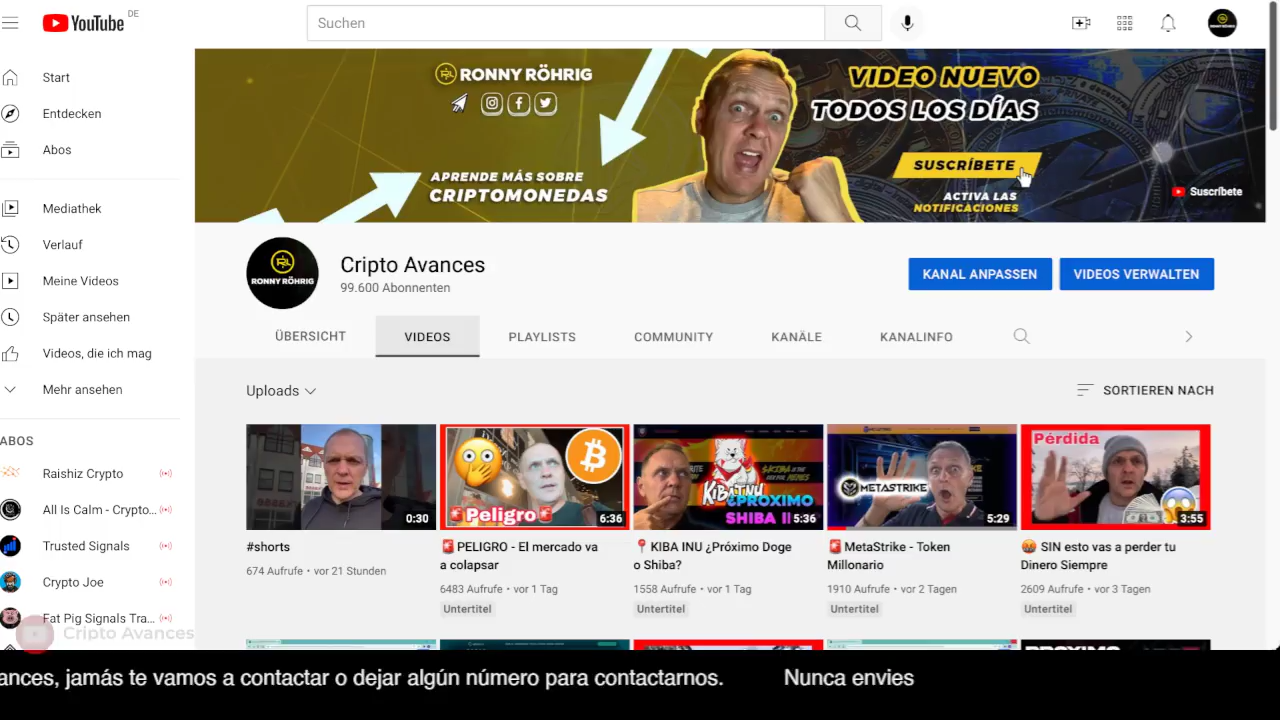 YouTube DE
Suchen
Start
Entdecken
Abos
Mediathek
Verlauf
Meine Videos
Später ansehen
Videos, die ich mag
Mehr ansehen
ABOS
Raishiz Crypto
All Is Calm - Crypto...
Trusted Signals
Crypto Joe
Fat Pig Signals Tra...
Cripto Avances
RONNY RÖHRIG
APRENDE MÁS SOBRE
CRIPTOMONEDAS
VIDEO NUEVO
TODOS LOS DÍAS
SUSCRÍBETE
ACTIVA LAS
NOTIFICACIONES
Suscríbete
RONNY RÖHRIG
Cripto Avances
99.600 Abonnenten
KANAL ANPASSEN
VIDEOS VERWALTEN
ÜBERSICHT
VIDEOS
PLAYLISTS
COMMUNITY
KANÄLE
KANALINFO
Uploads
SORTIEREN NACH
0:30
#shorts
674 Aufrufe • vor 21 Stunden
Peligro
6:36
🚨PELIGRO - El mercado va
a colapsar
6483 Aufrufe • vor 1 Tag
Untertitel
KIBA INU
¿PRÓXIMO
SHIBA
5:36
📍KIBA INU ¿Próximo Doge
o Shiba?
1558 Aufrufe • vor 1 Tag
Untertitel
METASTRIKE
5:29
🚨MetaStrike - Token
Millonario
1910 Aufrufe • vor 2 Tagen
Untertitel
Pérdida
3:55
🤬 SIN esto vas a perder tu
Dinero Siempre
2609 Aufrufe • vor 3 Tagen
Untertitel
ances, jamás te vamos a contactar o dejar algún número para contactarnos. Nunca envies